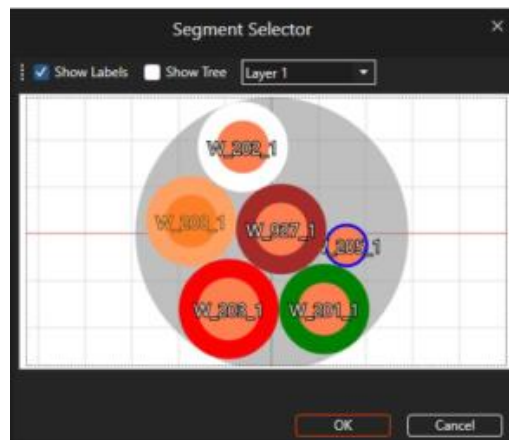 Segment Selector
Show Labels Show Tree Layer 1
W_202_1
W_937_1
W_203_1
W_201_1
OK Cancel